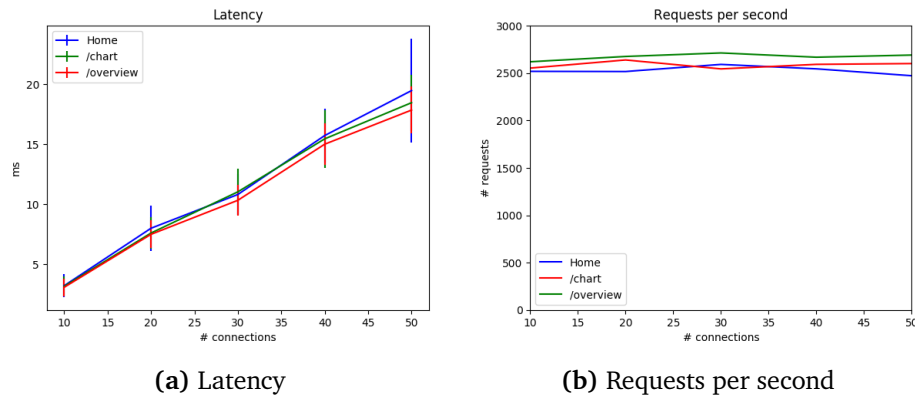 Latency
Home
/chart
/overview
20
15
10
5
ms
10 15 20 25 30 35 40 45 50
# connections
(a) Latency
Requests per second
3000
2500
2000
1500
1000
500
0
# requests
Home
/chart
/overview
10 15 20 25 30 35 40 45 50
# connections
(b) Requests per second